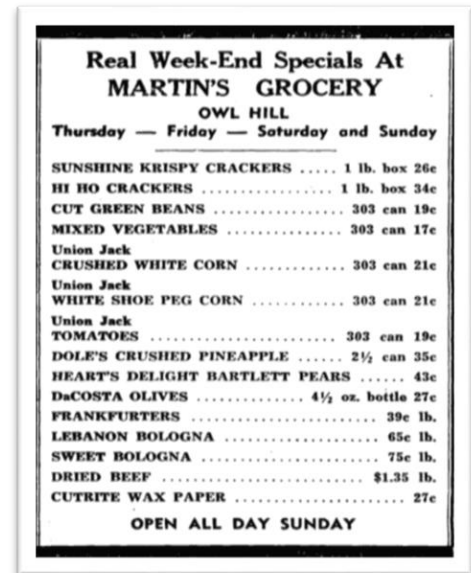 Real Week-End Specials At
MARTIN'S GROCERY
OWL HILL
Thursday — Friday — Saturday and Sunday
SUNSHINE KRISPY CRACKERS ..... 1 lb. box 26c
HI HO CRACKERS ................ 1 lb. box 34c
CUT GREEN BEANS ................. 303 can 19c
MIXED VEGETABLES ............... 303 can 17c
Union Jack
CRUSHED WHITE CORN ............ 303 can 21c
Union Jack
WHITE SHOE PEG CORN ........... 303 can 21c
Union Jack
TOMATOES ....................... 303 can 19c
DOLE'S CRUSHED PINEAPPLE ...... 2½ can 35c
HEART'S DELIGHT BARTLETT PEARS ...... 43c
DaCOSTA OLIVES ............ 4½ oz. bottle 27c
FRANKFURTERS ....................... 39c lb.
LEBANON BOLOGNA .................. 65c lb.
SWEET BOLOGNA .................... 75c lb.
DRIED BEEF ......................... $1.35 lb.
CUTRITE WAX PAPER ..................... 27c
OPEN ALL DAY SUNDAY